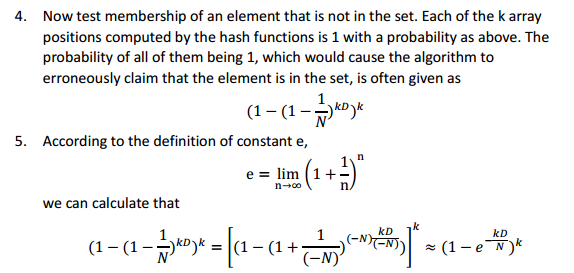 4. Now test membership of an element that is not in the set. Each of the k array
positions computed by the hash functions is 1 with a probability as above. The
probability of all of them being 1, which would cause the algorithm to
erroneously claim that the element is in the set, is often given as
(1 − (1 − 1/N)^kD)^k
5. According to the definition of constant e,
e = lim n→∞ (1 + 1/n)^n
we can calculate that
(1 − (1 − 1/N)^kD)^k = [(1 − (1 + 1/(−N))^((−N) kD/(−N)))]^k ≈ (1 − e^(−kD/N))^k